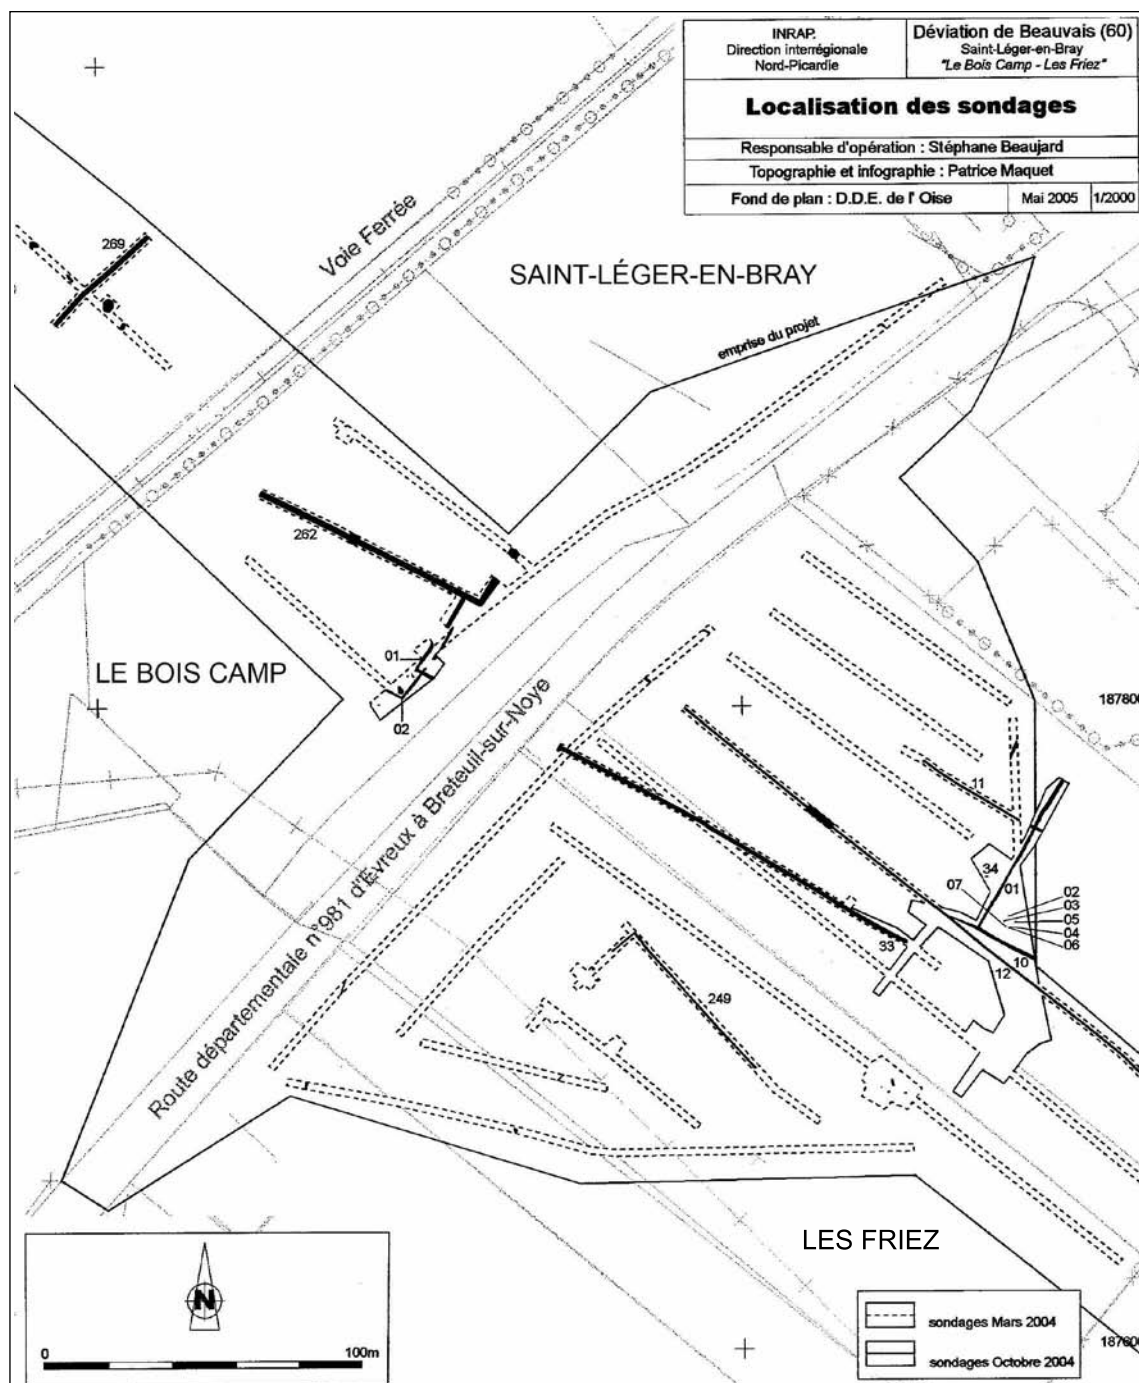 INRAP.
Direction interrégionale
Nord-Picardie
Déviation de Beauvais (60)
Saint-Léger-en-Bray
"Le Bois Camp - Les Friez"
Localisation des sondages
Responsable d'opération : Stéphane Beaujard
Topographie et infographie : Patrice Maquet
Fond de plan : D.D.E. de l' Oise
Mai 2005
1/2000
269
Voie Ferrée
SAINT-LÉGER-EN-BRAY
emprise du projet
262
01
LE BOIS CAMP
02
187800
Route départementale n°981 d'Evreux à Breteuil-sur-Noye
11
34
07
01
02
03
05
04
06
33
10
12
249
LES FRIEZ
N
0
100m
sondages Mars 2004
sondages Octobre 2004
187600